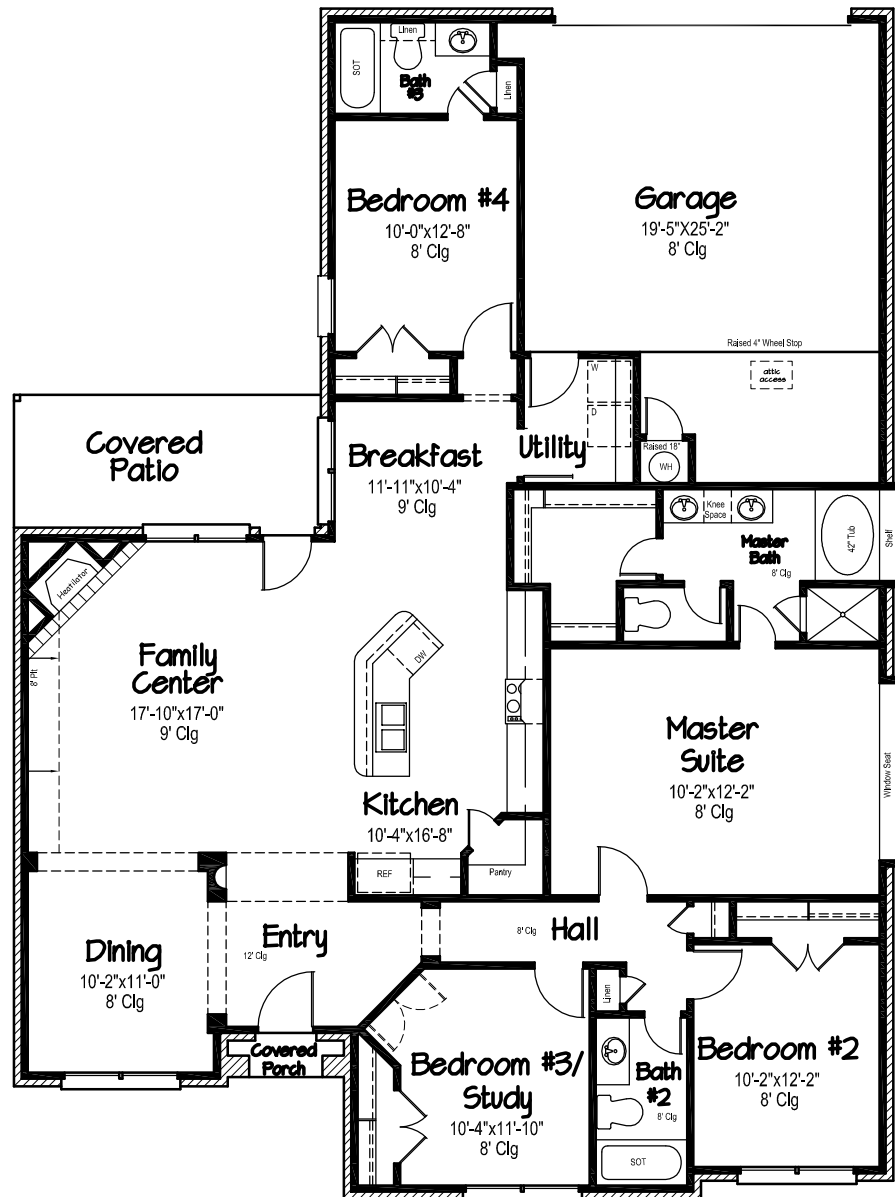 Linen
SOT
Bath
#3
Linen
Bedroom #4
10'-0"x12'-8"
8' Clg
Garage
19'-5"X25'-2"
8' Clg
Raised 4" Wheel Stop
attic
access
W
D
Covered
Patio
Breakfast
11'-11"x10'-4"
9' Clg
Utility
Raised 18"
WH
Knee
Space
Master
Bath
8' Clg
42" Tub
Shelf
Heatilator
DW
8' Plt
Family
Center
17'-10"x17'-0"
9' Clg
Master
Suite
10'-2"x12'-2"
8' Clg
Window Seat
Kitchen
10'-4"x16'-8"
REF
Pantry
Dining
10'-2"x11'-0"
8' Clg
Entry
12' Clg
8' Clg
Hall
Linen
Covered
Porch
Bedroom #3/
Study
10'-4"x11'-10"
8' Clg
Bath
#2
8' Clg
SOT
Bedroom #2
10'-2"x12'-2"
8' Clg